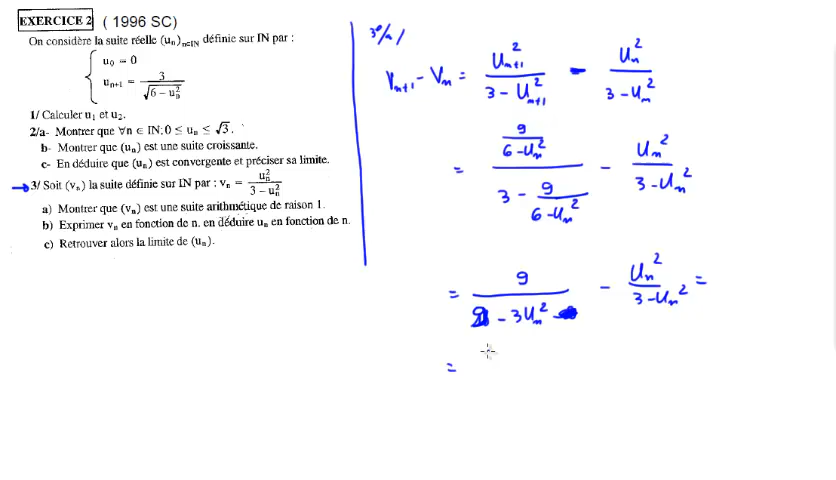 EXERCICE 2 ( 1996 SC)
On considère la suite réelle (uₙ)ₙ∈IN définie sur IN par :
u₀ = 0
uₙ₊₁ = 3/√(6 − uₙ²)
1/ Calculer u₁ et u₂.
2/a- Montrer que ∀n ∈ IN; 0 ≤ uₙ ≤ √3.
b- Montrer que (uₙ) est une suite croissante.
c- En déduire que (uₙ) est convergente et préciser sa limite.
3/ Soit (vₙ) la suite définie sur IN par : vₙ = uₙ²/(3 − uₙ²)
a) Montrer que (vₙ) est une suite arithmétique de raison 1.
b) Exprimer vₙ en fonction de n. en déduire uₙ en fonction de n.
c) Retrouver alors la limite de (uₙ).
3°/a/
Vₙ₊₁ - Vₙ = Uₙ₊₁²/(3 - Uₙ₊₁²) - Uₙ²/(3 - Uₙ²)
= (9/(6-Uₙ²))/(3 - 9/(6-Uₙ²)) - Uₙ²/(3-Uₙ²)
= 9/(9 - 3Uₙ²) - Uₙ²/(3-Uₙ²) =
=